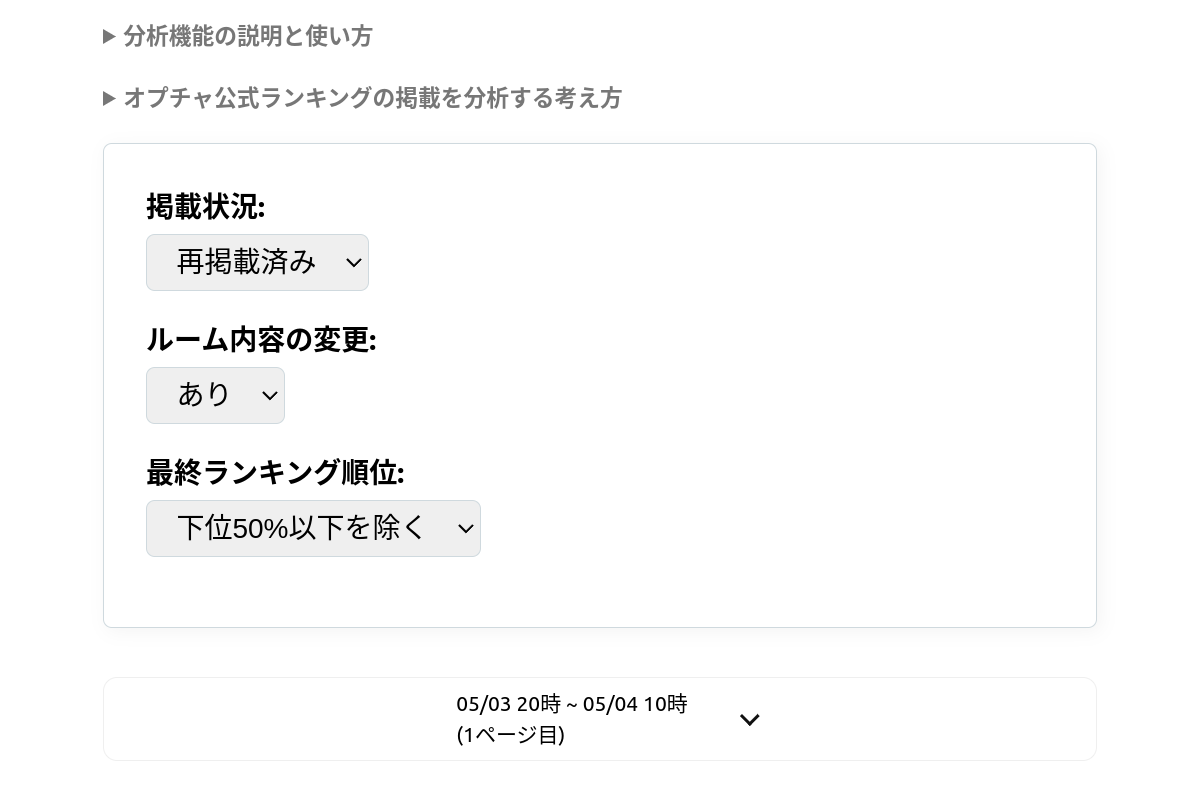 分析機能の説明と使い方
オプチャ公式ランキングの掲載を分析する考え方
掲載状況:
再掲載済み
ルーム内容の変更:
あり
最終ランキング順位:
下位50%以下を除く
05/03 20時 ~ 05/04 10時
(1ページ目)